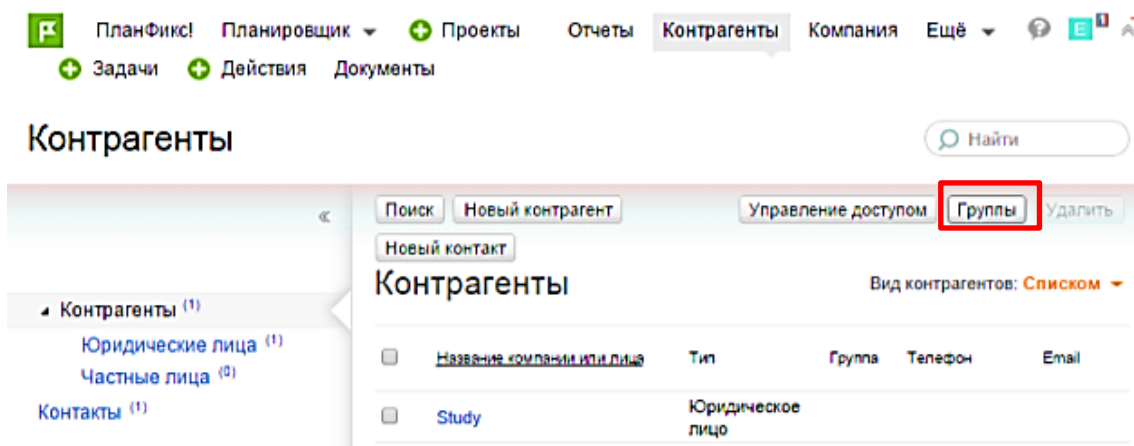 ПланФикс! Планировщик Проекты Отчеты Контрагенты Компания Ещё
Задачи Действия Документы
Контрагенты
Найти
Поиск Новый контрагент Управление доступом Группы Удалить
Новый контакт
Контрагенты
Вид контрагентов: Списком
Контрагенты (1)
Юридические лица (1)
Частные лица (0)
Контакты (1)
Название компании или лица Тип Группа Телефон Email
Study Юридическое
лицо